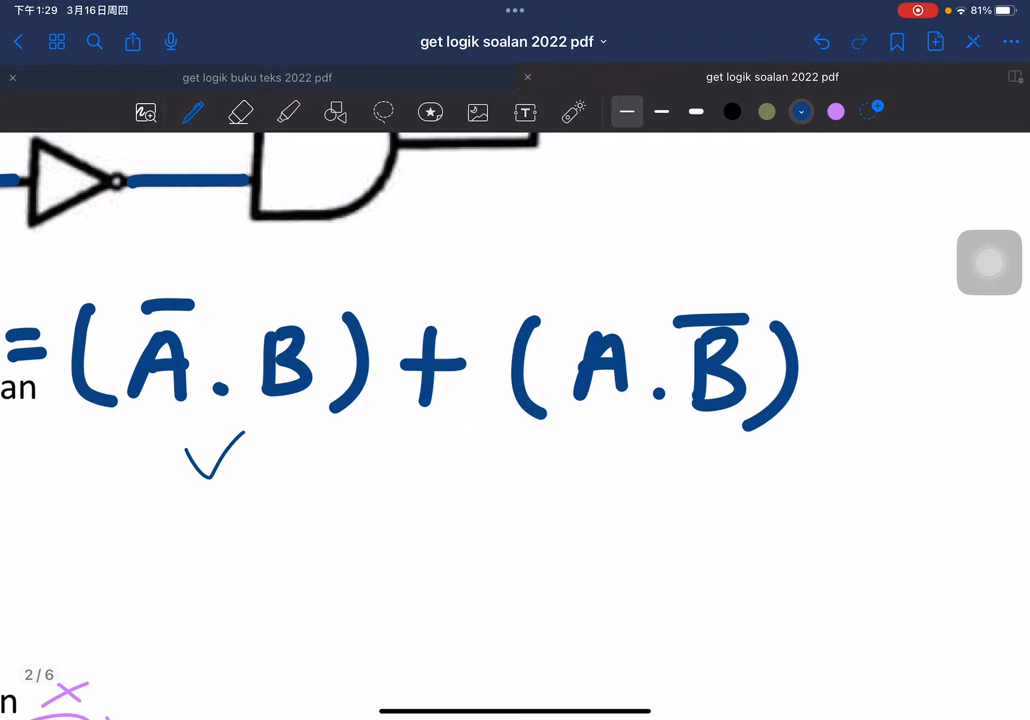 下午1:29 3月16日周四
81%
get logik soalan 2022 pdf
get logik buku teks 2022 pdf
get logik soalan 2022 pdf
= (A̅ . B) + (A . B̅)
an
2 / 6
n